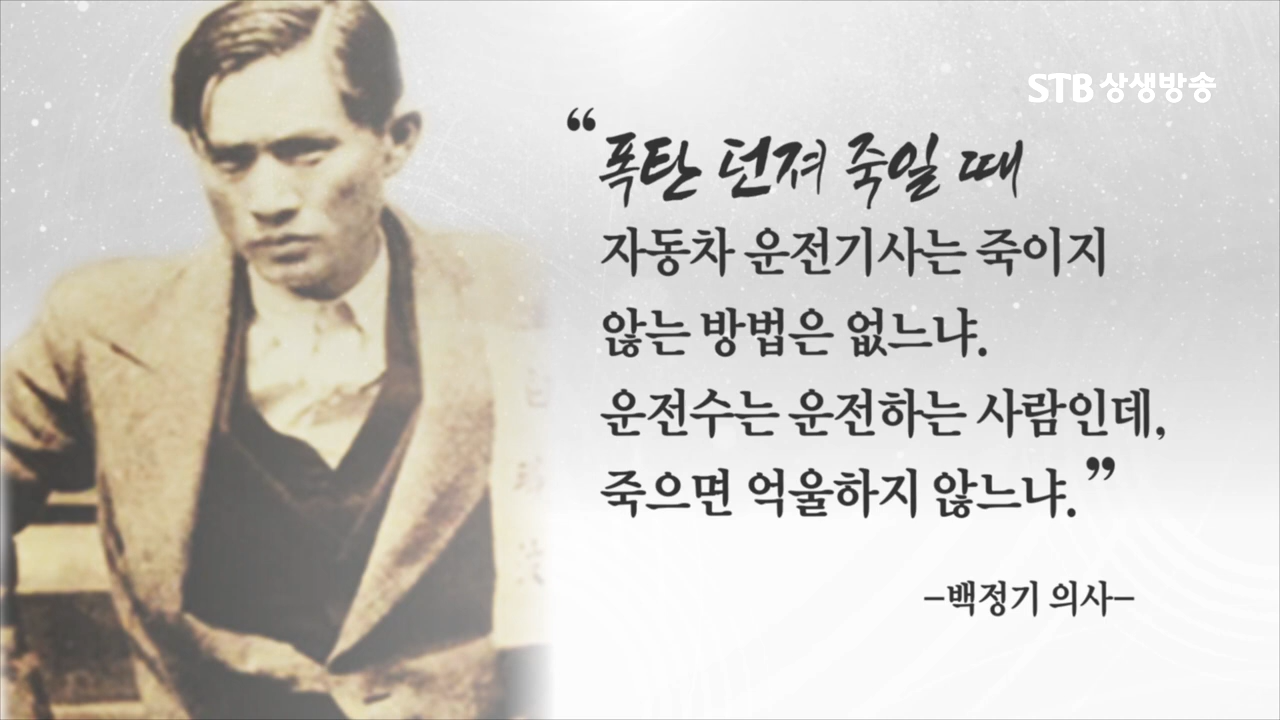 STB 상생방송
“폭탄 던져 죽일 때
자동차 운전기사는 죽이지
않는 방법은 없느냐.
운전수는 운전하는 사람인데,
죽으면 억울하지 않느냐.”
-백정기 의사-